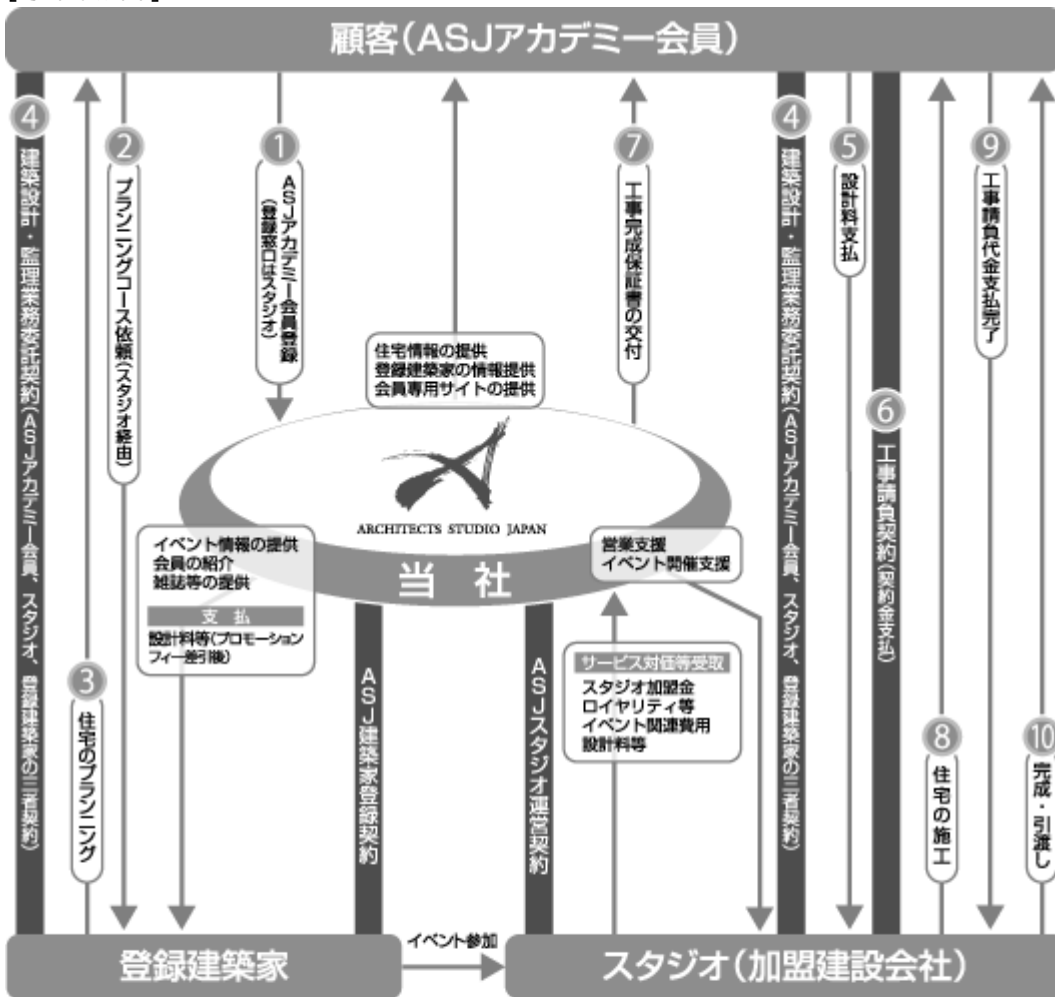 顧客(ASJアカデミー会員)
④ 建築設計・監理業務委託契約(ASJアカデミー会員、スタジオ、登録建築家の三者契約)
③ 住宅のプランニング
② プランニングコース依頼(スタジオ経由)
① ASJアカデミー会員登録
(登録窓口はスタジオ)
住宅情報の提供
登録建築家の情報提供
会員専用サイトの提供
⑦ 工事完成保証書の交付
④ 建築設計・監理業務委託契約(ASJアカデミー会員、スタジオ、登録建築家の三者契約)
⑤ 設計料支払
⑥ 工事請負契約(契約金支払)
⑧ 住宅の施工
⑨ 工事請負代金支払完了
⑩ 完成・引渡し
ARCHITECTS STUDIO JAPAN
当社
イベント情報の提供
会員の紹介
雑誌等の提供
支払
設計料等(プロモーション
フィー差引後)
営業支援
イベント開催支援
サービス対価等受取
スタジオ加盟金
ロイヤリティ等
イベント関連費用
設計料等
ASJ建築家登録契約
ASJスタジオ運営契約
登録建築家
イベント参加
スタジオ(加盟建設会社)